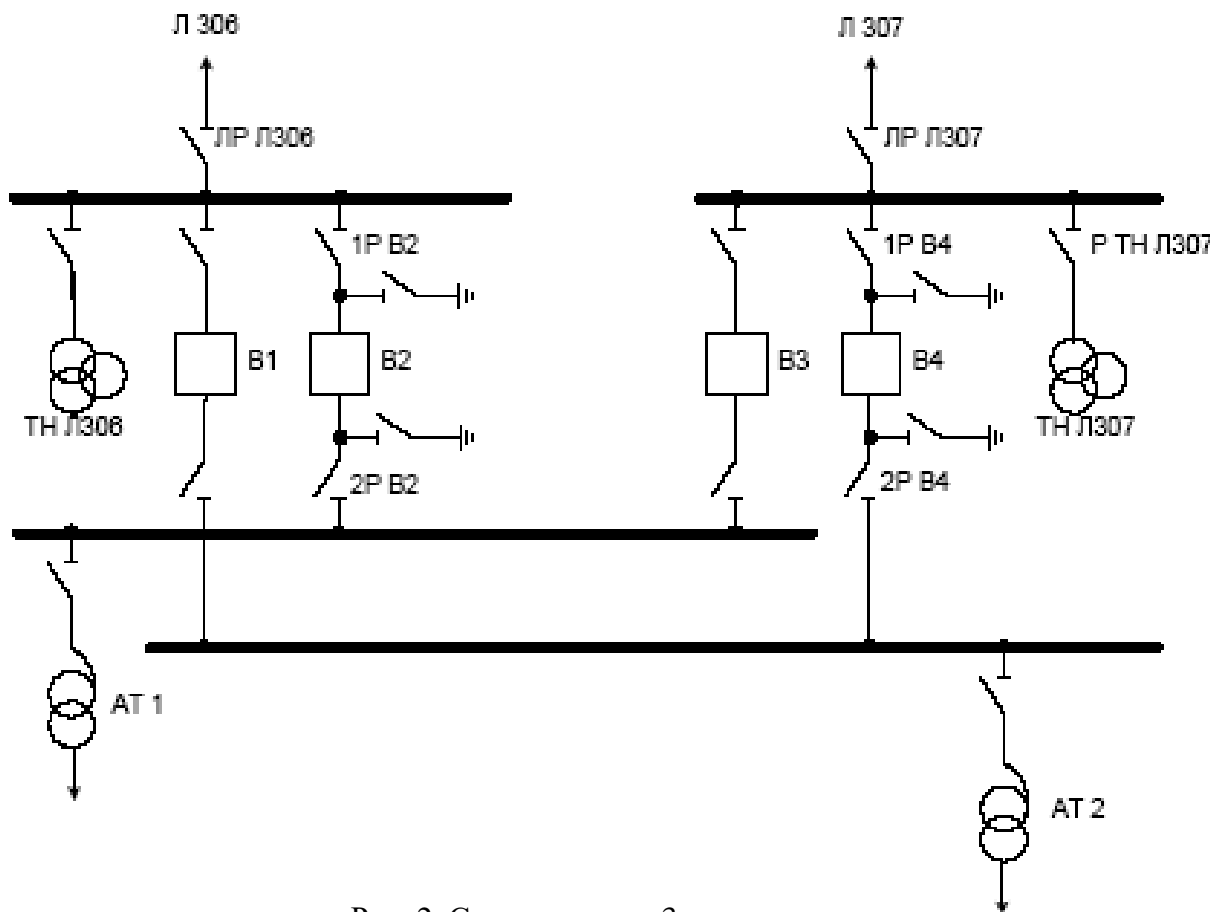 Л 306
Л 307
ЛР Л306
ЛР Л307
1Р В2
1Р В4
Р ТН Л307
В1
В2
В3
В4
ТН Л306
ТН Л307
2Р В2
2Р В4
АТ 1
АТ 2